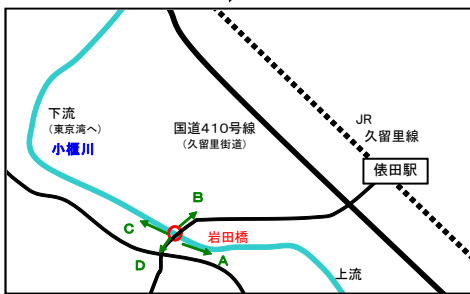 下流
(東京湾へ)
小櫃川
国道410号線
(久留里街道)
JR
久留里線
俵田駅
B
C
岩田橋
D
A
上流